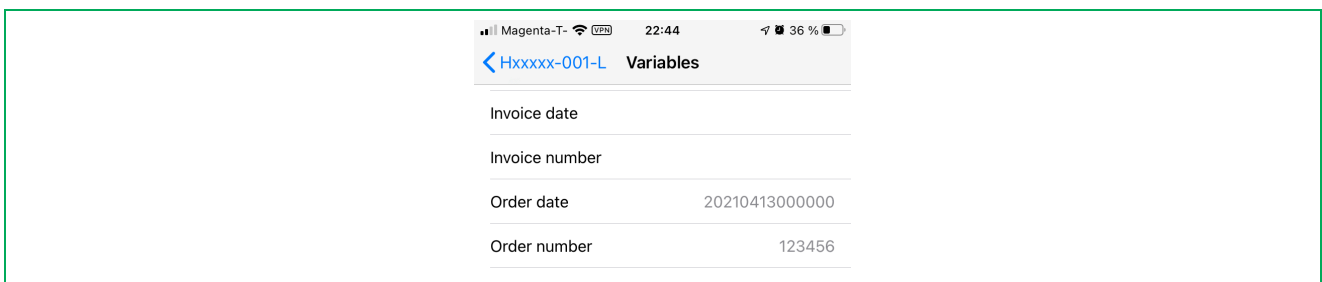 Magenta-T- VPN 22:44 36 %
Hxxxxx-001-L Variables
Invoice date
Invoice number
Order date 20210413000000
Order number 123456